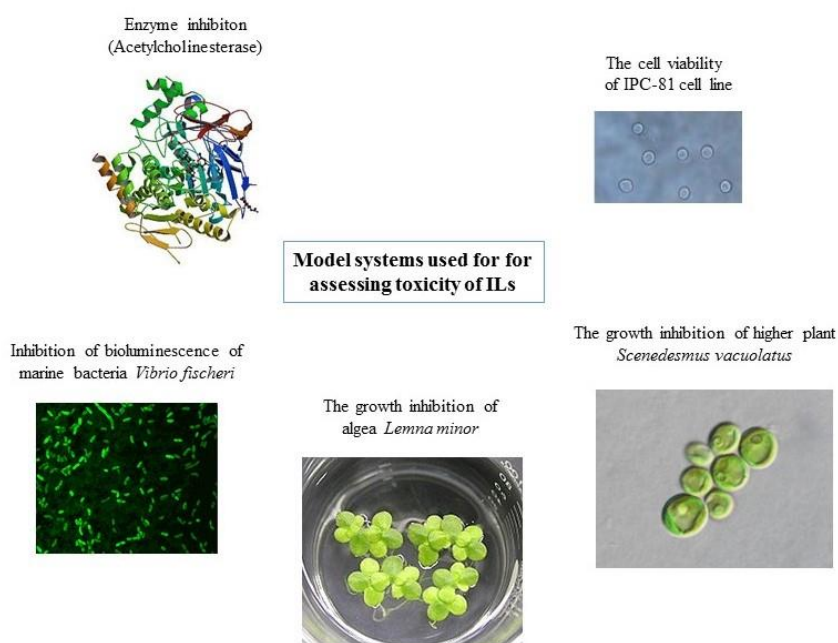 Enzyme inhibiton
(Acetylcholinesterase)
The cell viability
of IPC-81 cell line
Model systems used for for
assessing toxicity of ILs
Inhibition of bioluminescence of
marine bacteria Vibrio fischeri
The growth inhibition of
algea Lemna minor
The growth inhibition of higher plant
Scenedesmus vacuolatus